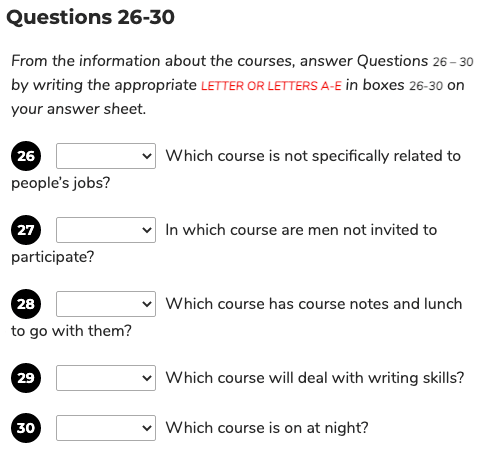 Questions 26-30
From the information about the courses, answer Questions 26 – 30
by writing the appropriate LETTER OR LETTERS A-E in boxes 26-30 on
your answer sheet.
26 Which course is not specifically related to
people's jobs?
27 In which course are men not invited to
participate?
28 Which course has course notes and lunch
to go with them?
29 Which course will deal with writing skills?
30 Which course is on at night?